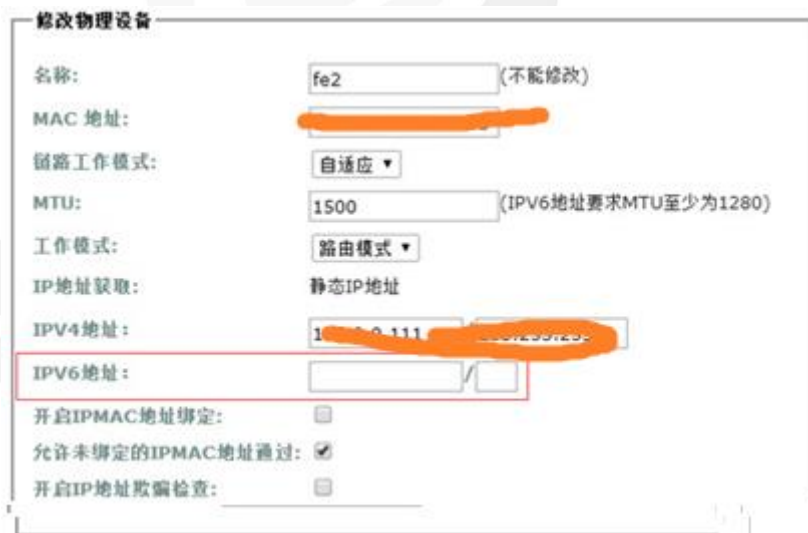 修改物理设备
名称: fe2 (不能修改)
MAC 地址:
链路工作模式: 自适应
MTU: 1500 (IPV6地址要求MTU至少为1280)
工作模式: 路由模式
IP地址获取: 静态IP地址
IPV4地址:
IPV6地址: /
开启IPMAC地址绑定:
允许未绑定的IPMAC地址通过:
开启IP地址欺骗检查: